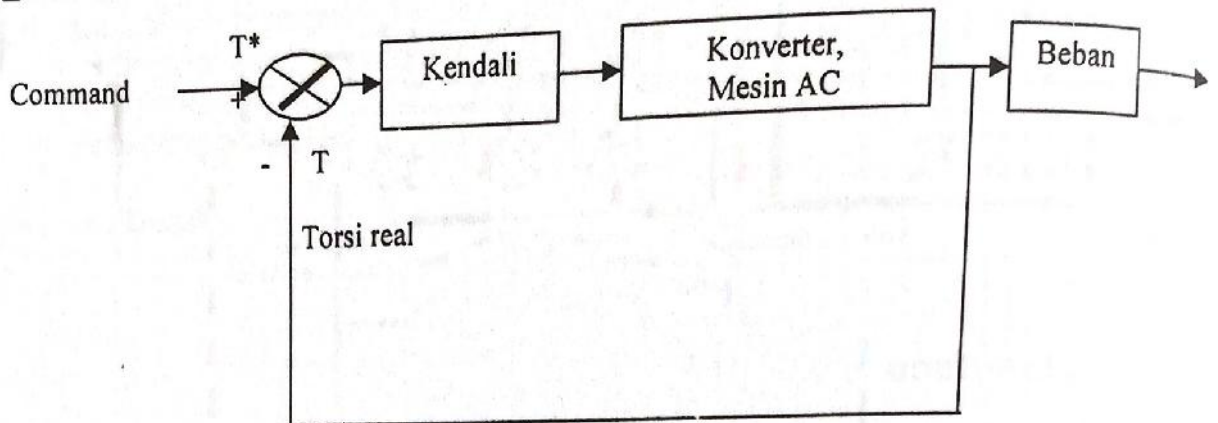 T*
Command
+
Kendali
Konverter,
Mesin AC
Beban
-
T
Torsi real